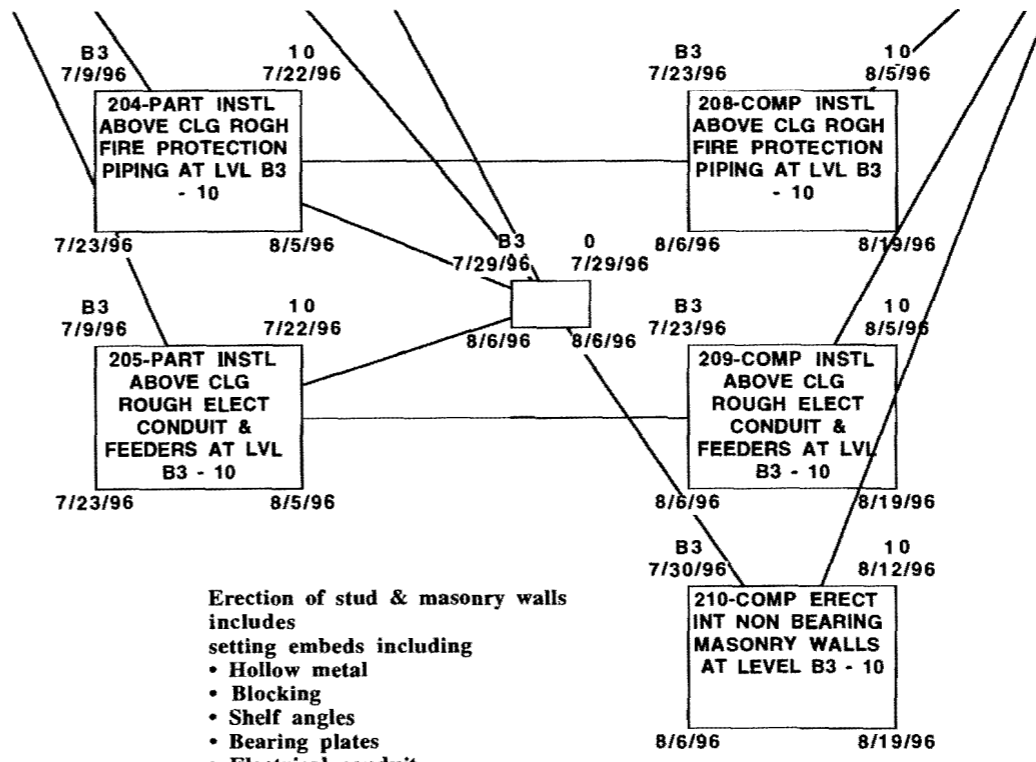 B3 10
7/9/96 7/22/96
204-PART INSTL
ABOVE CLG ROGH
FIRE PROTECTION
PIPING AT LVL B3
- 10
7/23/96 8/5/96
B3 10
7/23/96 8/5/96
208-COMP INSTL
ABOVE CLG ROGH
FIRE PROTECTION
PIPING AT LVL B3
- 10
8/6/96 8/19/96
B3 0
7/29/96 7/29/96
8/6/96 8/6/96
B3 10
7/9/96 7/22/96
205-PART INSTL
ABOVE CLG
ROUGH ELECT
CONDUIT &
FEEDERS AT LVL
B3 - 10
7/23/96 8/5/96
B3 10
7/23/96 8/5/96
209-COMP INSTL
ABOVE CLG
ROUGH ELECT
CONDUIT &
FEEDERS AT LVL
B3 - 10
8/6/96 8/19/96
B3 10
7/30/96 8/12/96
210-COMP ERECT
INT NON BEARING
MASONRY WALLS
AT LEVEL B3 - 10
8/6/96 8/19/96
Erection of stud & masonry walls
includes
setting embeds including
• Hollow metal
• Blocking
• Shelf angles
• Bearing plates
• Electrical conduit